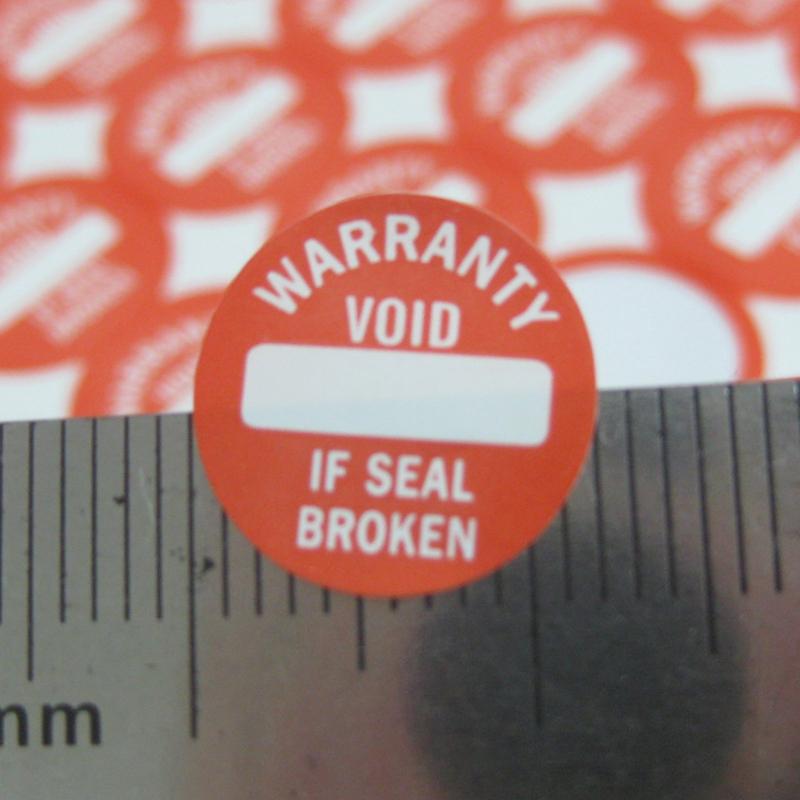 WARRANTY
VOID
IF SEAL
BROKEN
mm